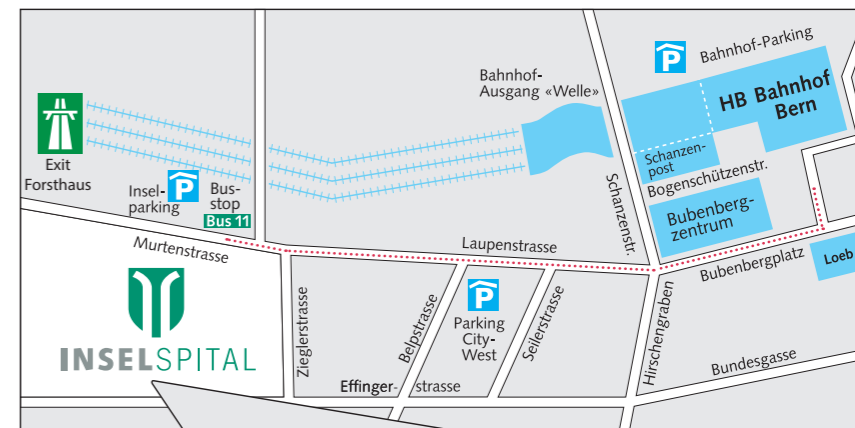 P
Bahnhof-Parking
HB Bahnhof
Bern
Bahnhof-
Ausgang «Welle»
Exit
Forsthaus
Insel-
parking
P
Bus-
stop
Bus 11
Schanzen-
post
Bogenschützenstr.
Schanzenstr.
Bubenberg-
zentrum
Murtenstrasse
Laupenstrasse
Bubenbergplatz
Loeb
INSELSPITAL
Zieglerstrasse
Belpstrasse
P
Parking
City-
West
Seilerstrasse
Hirschengraben
Bundesgasse
Effinger- strasse